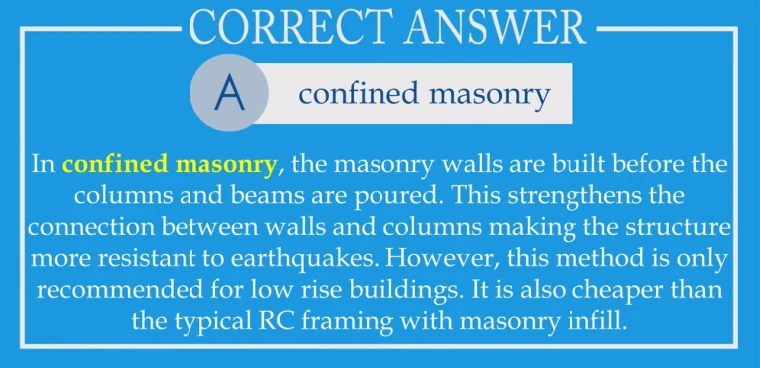 CORRECT ANSWER
A
confined masonry
In confined masonry, the masonry walls are built before the
columns and beams are poured. This strengthens the
connection between walls and columns making the structure
more resistant to earthquakes. However, this method is only
recommended for low rise buildings. It is also cheaper than
the typical RC framing with masonry infill.